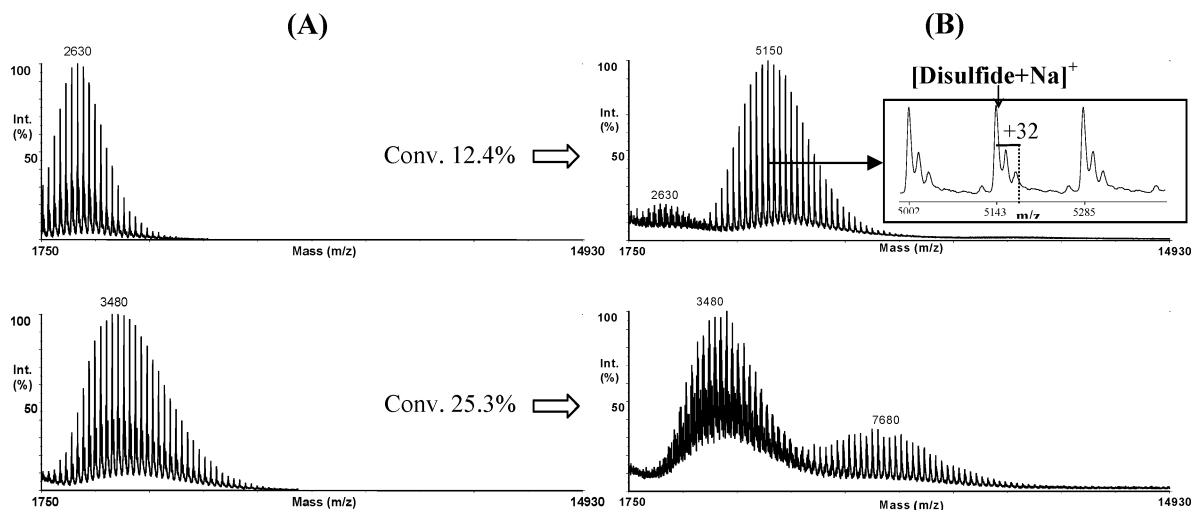 (A)
2630
100
Int.
(%)
50
1750
Mass (m/z)
14930
Conv. 12.4%
(B)
5150
100
Int.
(%)
50
2630
1750
Mass (m/z)
14930
[Disulfide+Na]+
+32
5002
5143
m/z
5285
3480
100
Int.
(%)
50
1750
Mass (m/z)
14930
Conv. 25.3%
3480
100
Int.
(%)
50
7680
1750
Mass (m/z)
14930